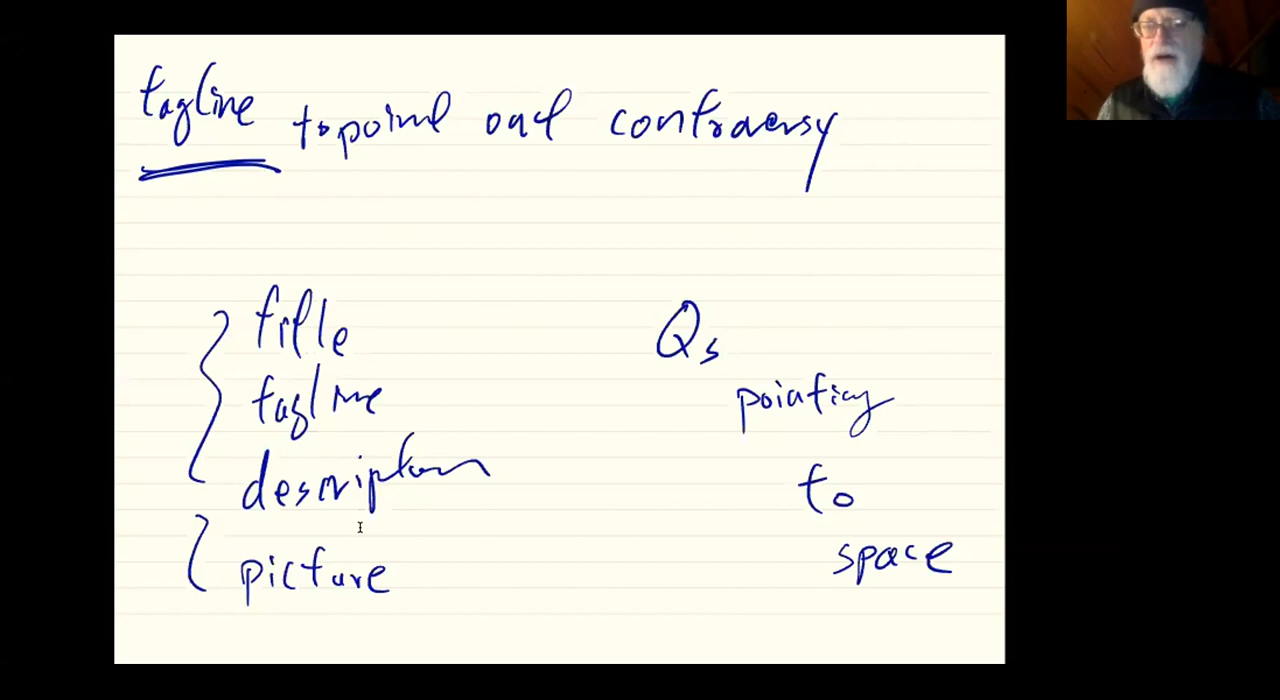 tagline to point out controversy
title
tagline
description
picture
Qs
pointing
to
space